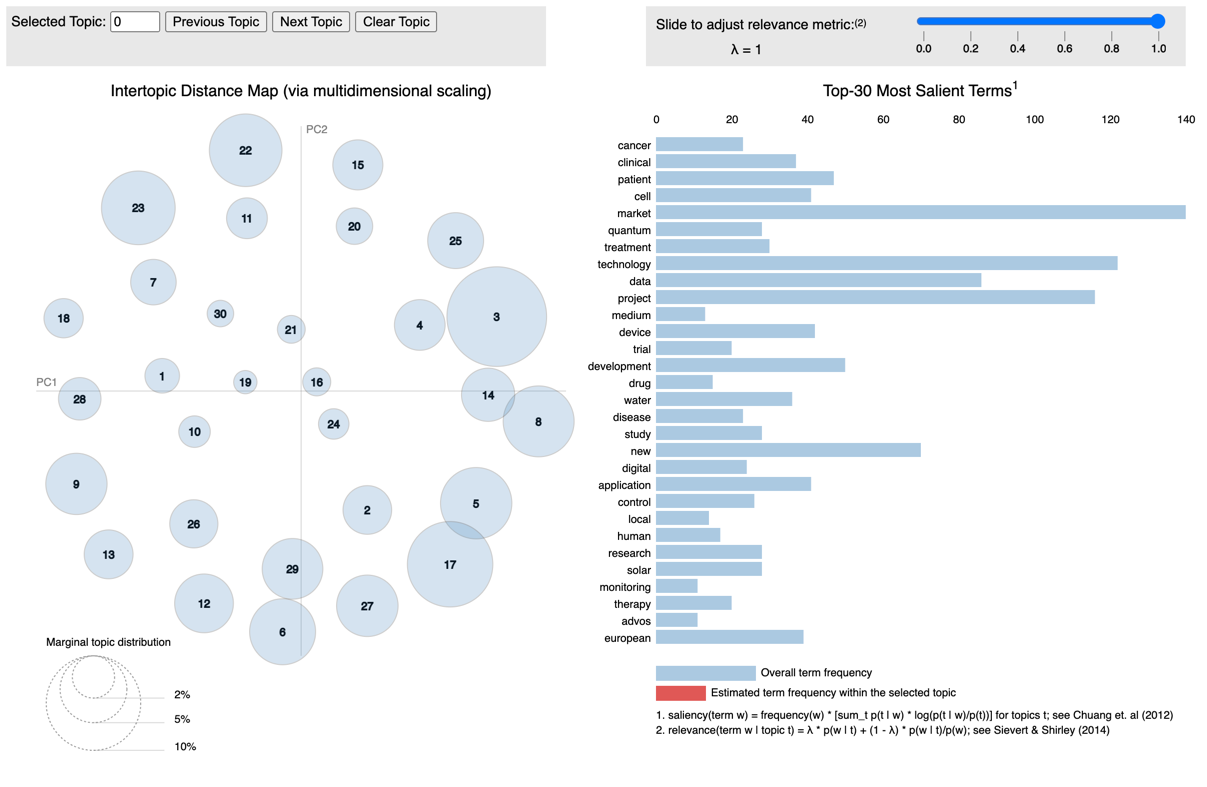 Selected Topic: 0 Previous Topic Next Topic Clear Topic
Slide to adjust relevance metric:(2)
λ = 1
0.0 0.2 0.4 0.6 0.8 1.0
Intertopic Distance Map (via multidimensional scaling)
PC2
PC1
22
15
23
11
20
25
7
30
18
21
4
3
1
19
16
28
14
8
10
24
9
5
2
26
13
17
29
12
27
6
Marginal topic distribution
2%
5%
10%
Top-30 Most Salient Terms1
0 20 40 60 80 100 120 140
cancer
clinical
patient
cell
market
quantum
treatment
technology
data
project
medium
device
trial
development
drug
water
disease
study
new
digital
application
control
local
human
research
solar
monitoring
therapy
advos
european
Overall term frequency
Estimated term frequency within the selected topic
1. saliency(term w) = frequency(w) * [sum_t p(t | w) * log(p(t | w)/p(t))] for topics t; see Chuang et. al (2012)
2. relevance(term w | topic t) = λ * p(w | t) + (1 - λ) * p(w | t)/p(w); see Sievert & Shirley (2014)